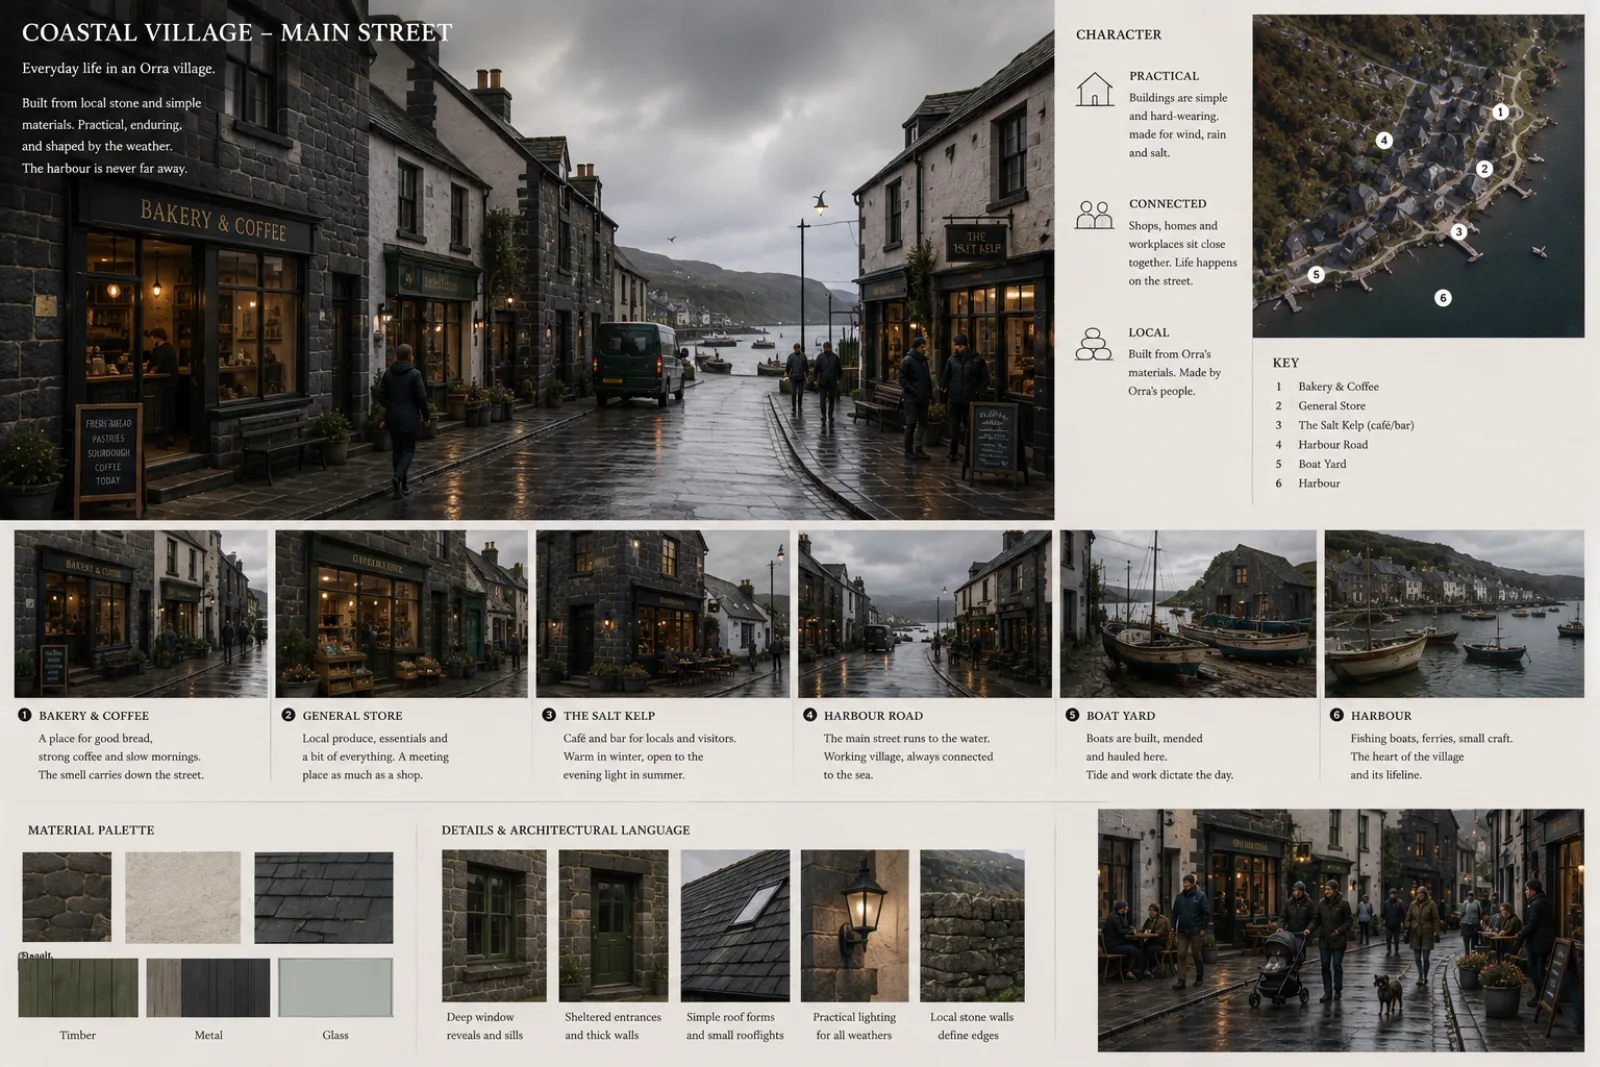 COASTAL VILLAGE – MAIN STREET
Everyday life in an Orra village.
Built from local stone and simple
materials. Practical, enduring,
and shaped by the weather.
The harbour is never far away.
BAKERY & COFFEE
PASTRIES
SOURDOUGH
COFFEE
TODAY
THE
KELP
CHARACTER
PRACTICAL
Buildings are simple
and hard-wearing.
made for wind, rain
and salt.
CONNECTED
Shops, homes and
workplaces sit close
together. Life happens
on the street.
LOCAL
Built from Orra's
materials. Made by
Orra's people.
1
4
2
3
5
6
KEY
1 Bakery & Coffee
2 General Store
3 The Salt Kelp (café/bar)
4 Harbour Road
5 Boat Yard
6 Harbour
BAKERY & COFFEE
1 BAKERY & COFFEE
A place for good bread,
strong coffee and slow mornings.
The smell carries down the street.
2 GENERAL STORE
Local produce, essentials and
a bit of everything. A meeting
place as much as a shop.
3 THE SALT KELP
Café and bar for locals and visitors.
Warm in winter, open to the
evening light in summer.
4 HARBOUR ROAD
The main street runs to the water.
Working village, always connected
to the sea.
5 BOAT YARD
Boats are built, mended
and hauled here.
Tide and work dictate the day.
6 HARBOUR
Fishing boats, ferries, small craft.
The heart of the village
and its lifeline.
MATERIAL PALETTE
Timber
Metal
Glass
DETAILS & ARCHITECTURAL LANGUAGE
Deep window
reveals and sills
Sheltered entrances
and thick walls
Simple roof forms
and small rooflights
Practical lighting
for all weathers
Local stone walls
define edges